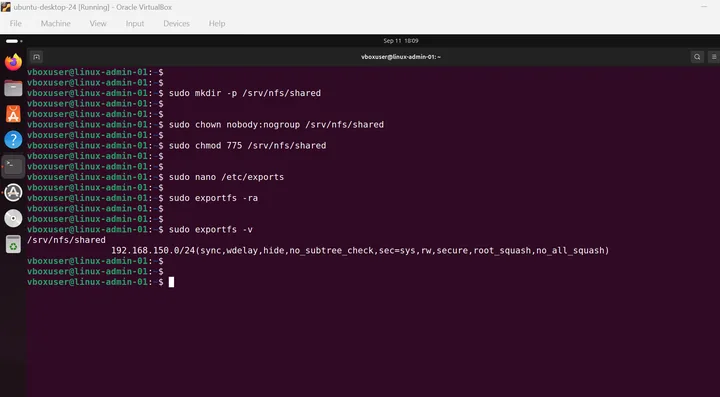 ubuntu-desktop-24 [Running] - Oracle VirtualBox
File Machine View Input Devices Help
Sep 11 18:09
vboxuser@linux-admin-01: ~
vboxuser@linux-admin-01:~$
vboxuser@linux-admin-01:~$
vboxuser@linux-admin-01:~$ sudo mkdir -p /srv/nfs/shared
vboxuser@linux-admin-01:~$
vboxuser@linux-admin-01:~$
vboxuser@linux-admin-01:~$ sudo chown nobody:nogroup /srv/nfs/shared
vboxuser@linux-admin-01:~$
vboxuser@linux-admin-01:~$ sudo chmod 775 /srv/nfs/shared
vboxuser@linux-admin-01:~$
vboxuser@linux-admin-01:~$
vboxuser@linux-admin-01:~$ sudo nano /etc/exports
vboxuser@linux-admin-01:~$
vboxuser@linux-admin-01:~$ sudo exportfs -ra
vboxuser@linux-admin-01:~$
vboxuser@linux-admin-01:~$
vboxuser@linux-admin-01:~$ sudo exportfs -v
/srv/nfs/shared
192.168.150.0/24(sync,wdelay,hide,no_subtree_check,sec=sys,rw,secure,root_squash,no_all_squash)
vboxuser@linux-admin-01:~$
vboxuser@linux-admin-01:~$
vboxuser@linux-admin-01:~$